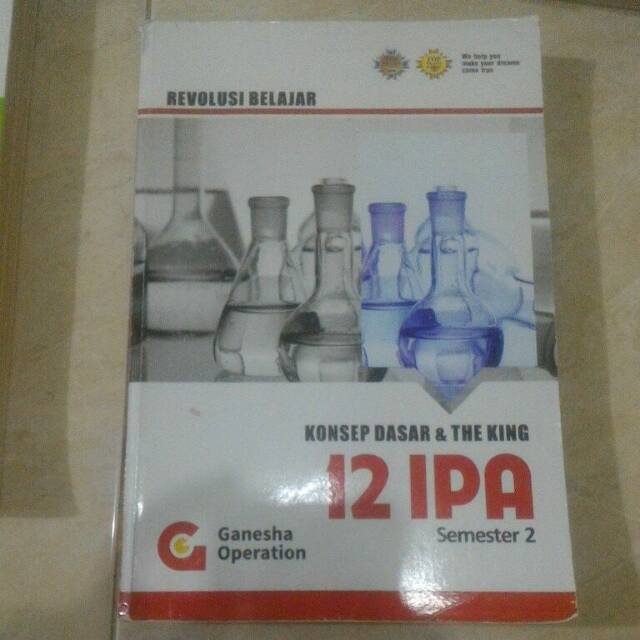 We help you
make your dreams
come true
REVOLUSI BELAJAR
KONSEP DASAR & THE KING
12 IPA
Semester 2
Ganesha
Operation